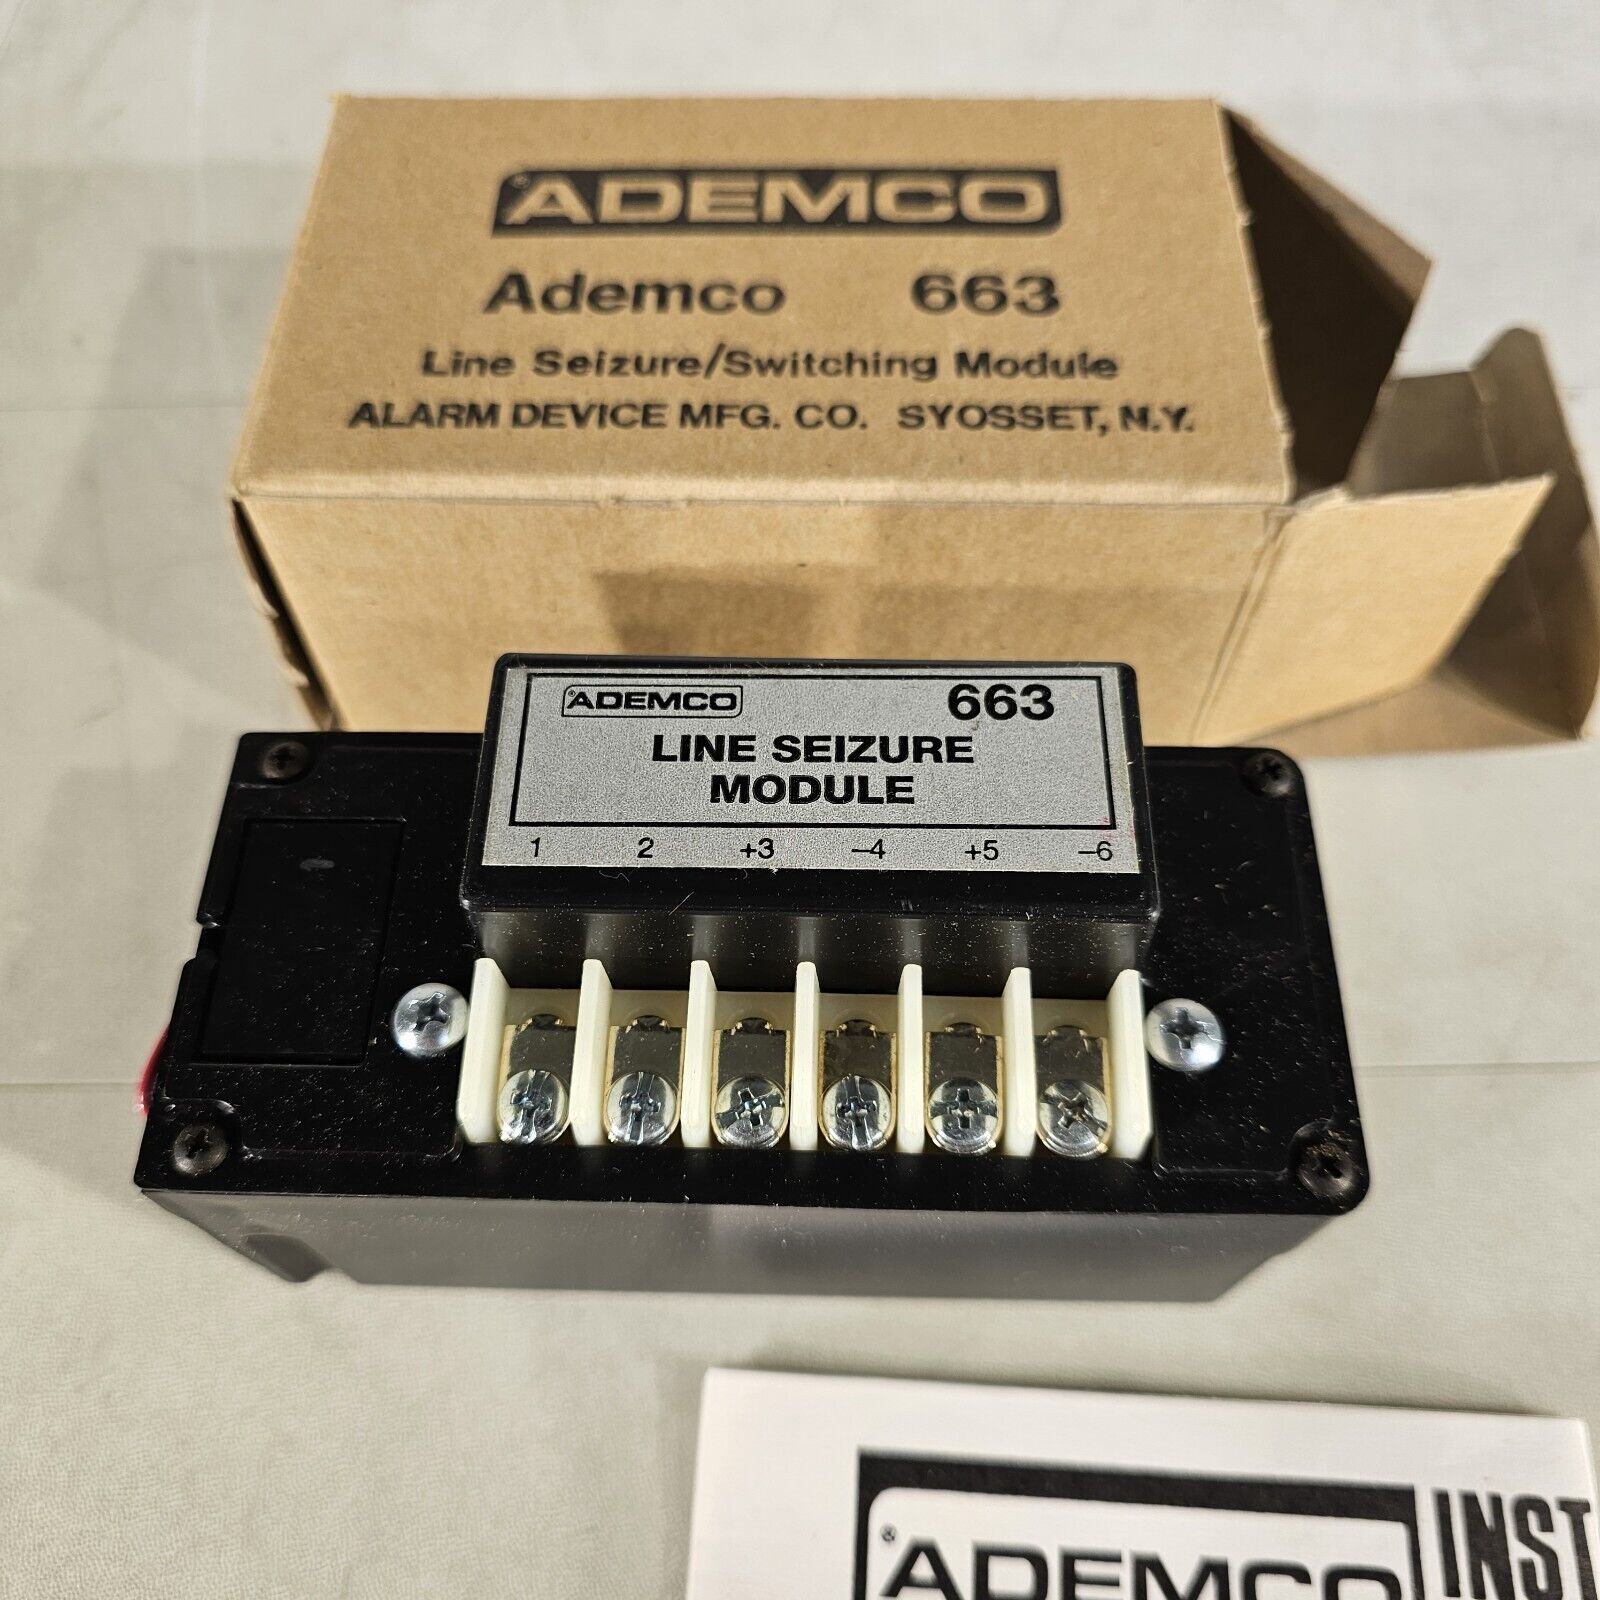 ADEMCO
Ademco 663
Line Seizure/Switching Module
ALARM DEVICE MFG. CO. SYOSSET, N.Y.
ADEMCO 663
LINE SEIZURE
MODULE
1 2 +3 −4 +5 −6
ADEMCO INST